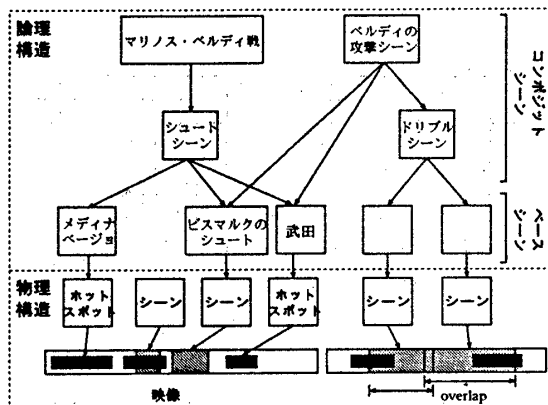 論理
構造
マリノス・ベルディ戦
ベルディの
攻撃シーン
コンポジット
シーン
シュート
シーン
ドリブル
シーン
メディナ
ベージョ
ビスマルクの
シュート
武田
ベース
シーン
物理
構造
ホット
スポット
シーン
シーン
ホット
スポット
シーン
シーン
映像
overlap